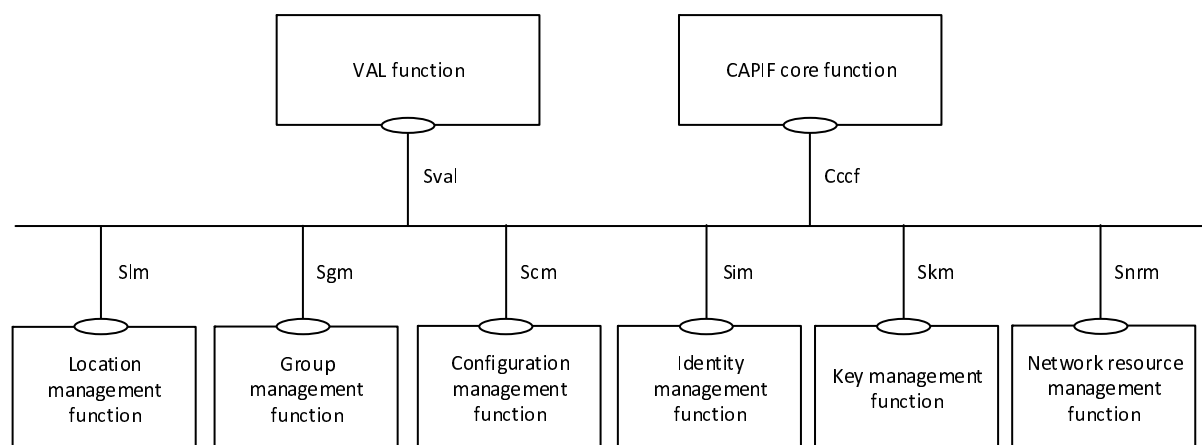 VAL function
CAPIF core function
Sval
Cccf
Slm
Sgm
Scm
Sim
Skm
Snrm
Location
management
function
Group
management
function
Configuration
management
function
Identity
management
function
Key management
function
Network resource
management
function